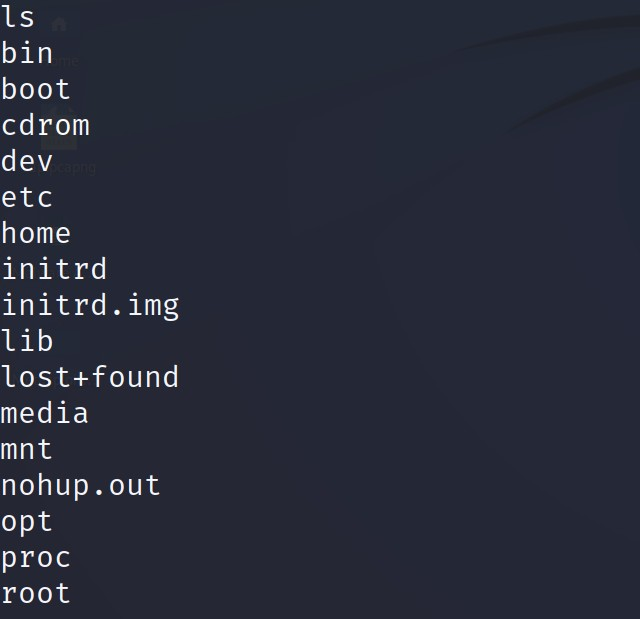 ls
bin
boot
cdrom
dev
etc
home
initrd
initrd.img
lib
lost+found
media
mnt
nohup.out
opt
proc
root